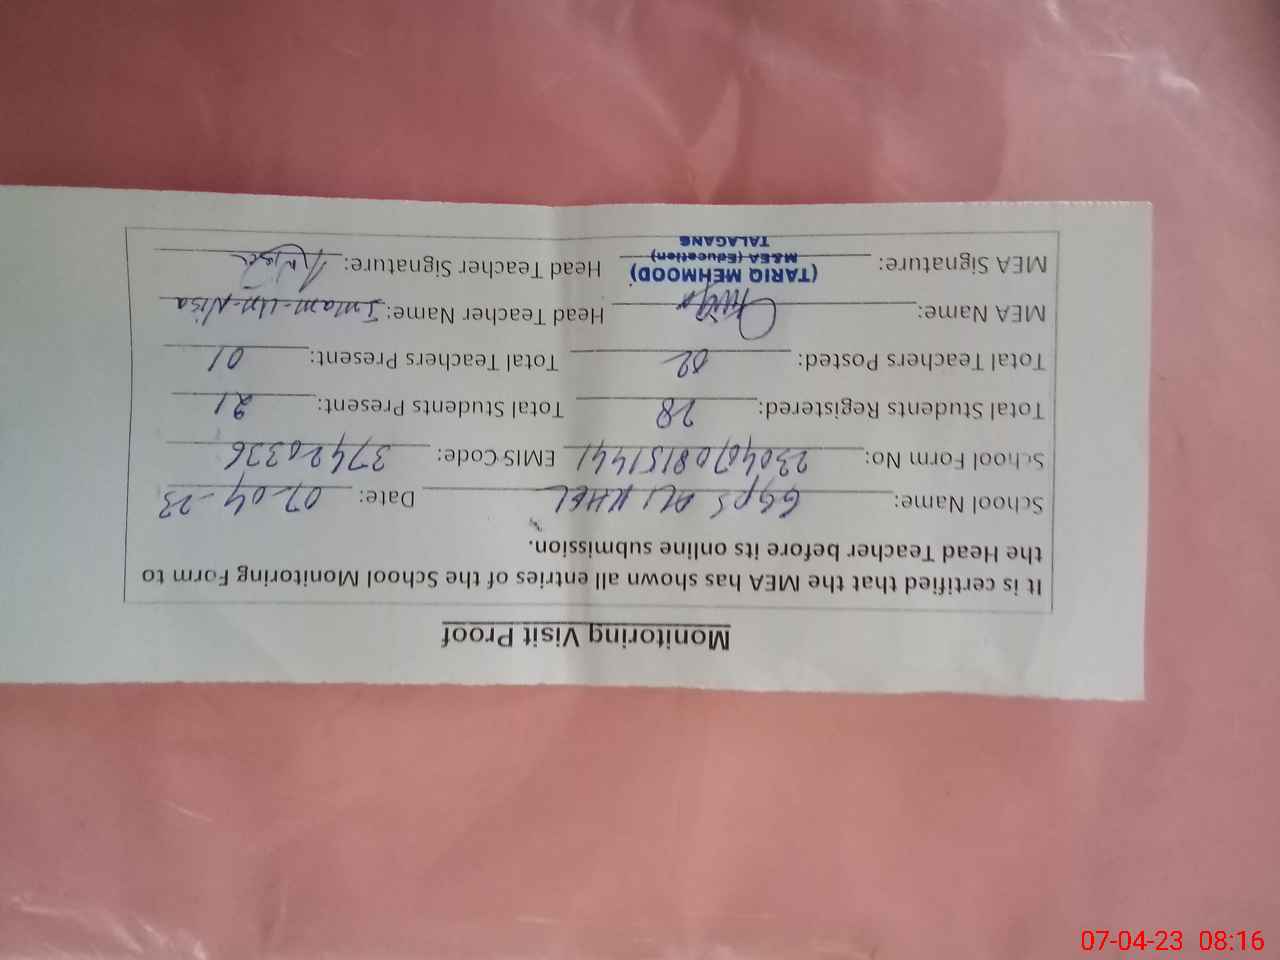 Monitoring Visit Proof
It is certified that the MEA has shown all entries of the School Monitoring Form to
the Head Teacher before its online submission.
School Name: GGPS ALI KHEL Date: 07-04-23
School Form No: 23040708151441 EMIS Code: 37420336
Total Students Registered: 28 Total Students Present: 21
Total Teachers Posted: 02 Total Teachers Present: 01
MEA Name: Head Teacher Name: Imam-Un-Nisa
MEA Signature: (TARIQ MEHMOOD) Head Teacher Signature:
M&EA (Education)
TALAGANG
07-04-23 08:16